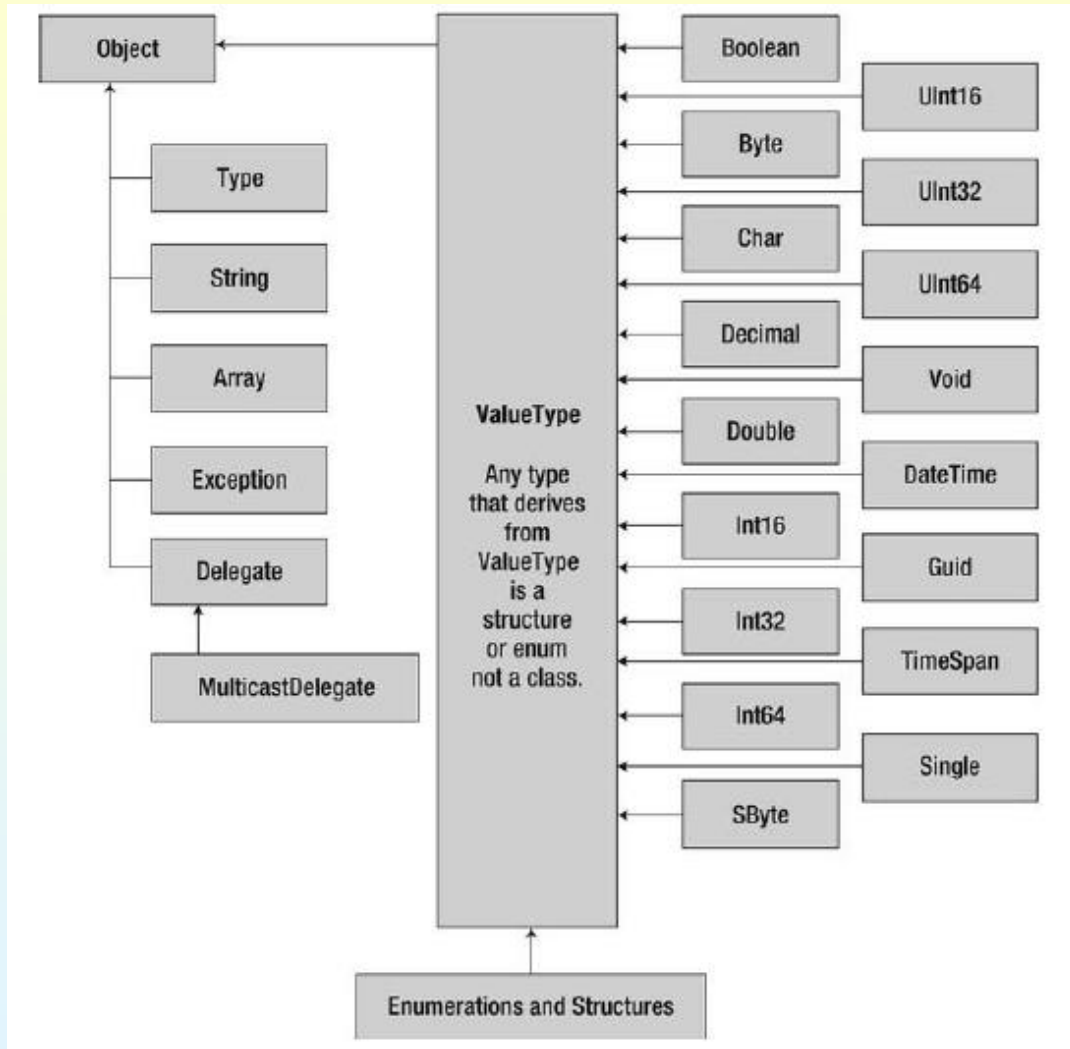 Object
Type
String
Array
Exception
Delegate
MulticastDelegate
ValueType
Any type
that derives
from
ValueType
is a
structure
or enum
not a class.
Boolean
UInt16
Byte
UInt32
Char
UInt64
Decimal
Void
Double
DateTime
Int16
Guid
Int32
TimeSpan
Int64
Single
SByte
Enumerations and Structures